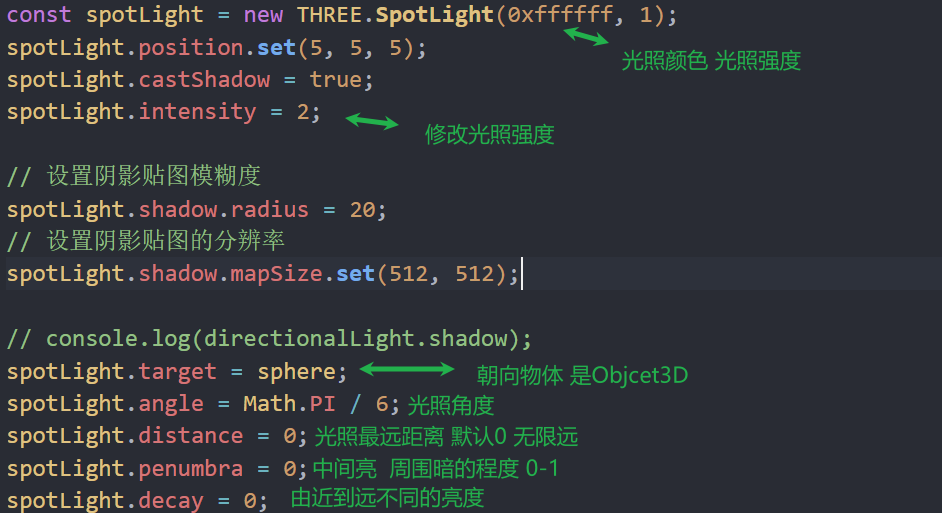 const spotLight = new THREE.SpotLight(0xffffff, 1);
spotLight.position.set(5, 5, 5);
光照颜色 光照强度
spotLight.castShadow = true;
spotLight.intensity = 2;
修改光照强度
// 设置阴影贴图模糊度
spotLight.shadow.radius = 20;
// 设置阴影贴图的分辨率
spotLight.shadow.mapSize.set(512, 512);
// console.log(directionalLight.shadow);
spotLight.target = sphere; 朝向物体 是Objcet3D
spotLight.angle = Math.PI / 6; 光照角度
spotLight.distance = 0; 光照最远距离 默认0 无限远
spotLight.penumbra = 0; 中间亮 周围暗的程度 0-1
spotLight.decay = 0; 由近到远不同的亮度